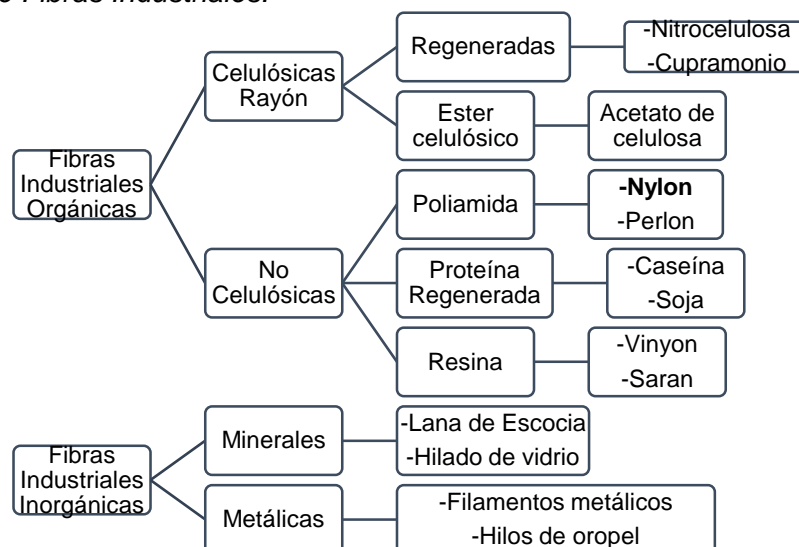 o Fibras Industriales.
Fibras
Industriales
Orgánicas
Celulósicas
Rayón
Regeneradas
-Nitrocelulosa
-Cupramonio
Ester
celulósico
Acetato de
celulosa
No
Celulósicas
Poliamida
-Nylon
-Perlon
Proteína
Regenerada
-Caseína
-Soja
Resina
-Vinyon
-Saran
Fibras
Industriales
Inorgánicas
Minerales
-Lana de Escocia
-Hilado de vidrio
Metálicas
-Filamentos metálicos
-Hilos de oropel